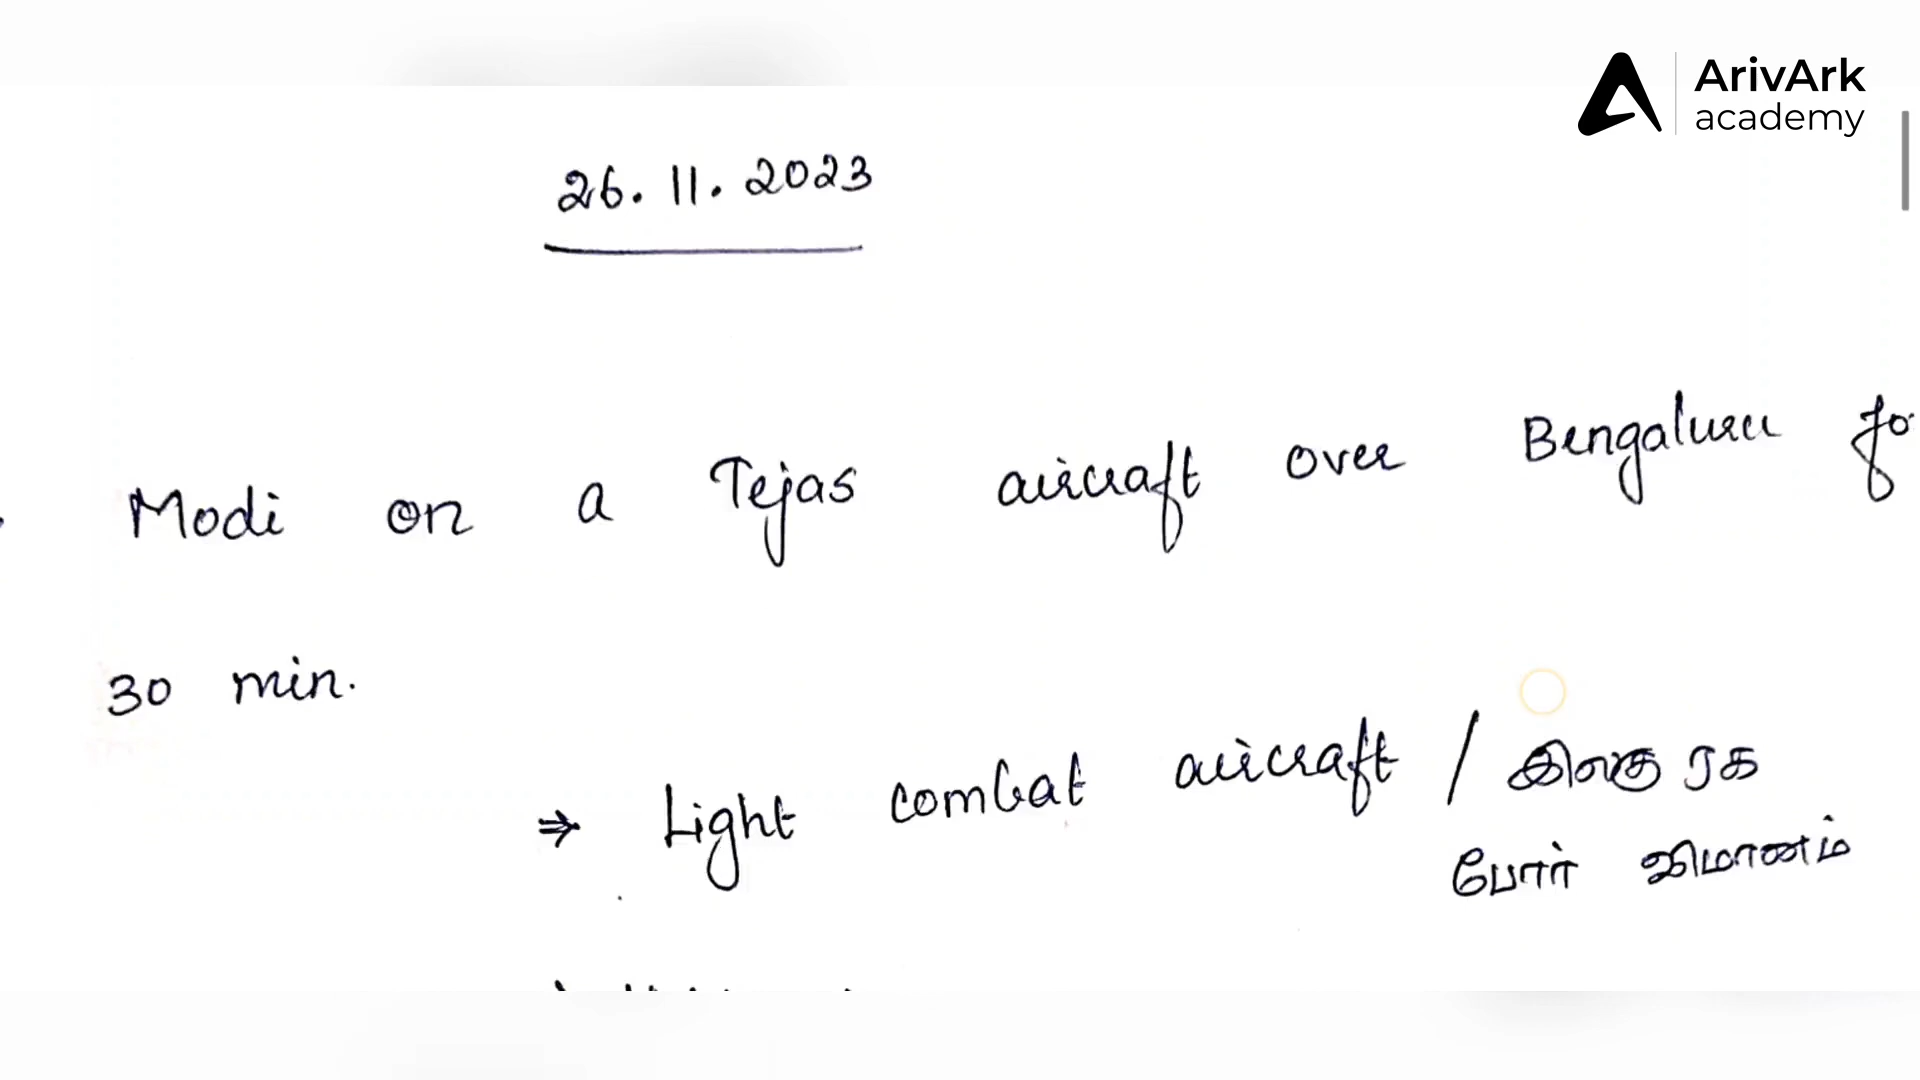 ArivArk
academy
26.11.2023
Modi on a Tejas aircraft over Bengaluru fo
30 min.
⇒ Light combat aircraft / இலகு ரக
போர் விமானம்